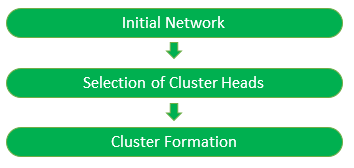 Initial Network
Selection of Cluster Heads
Cluster Formation